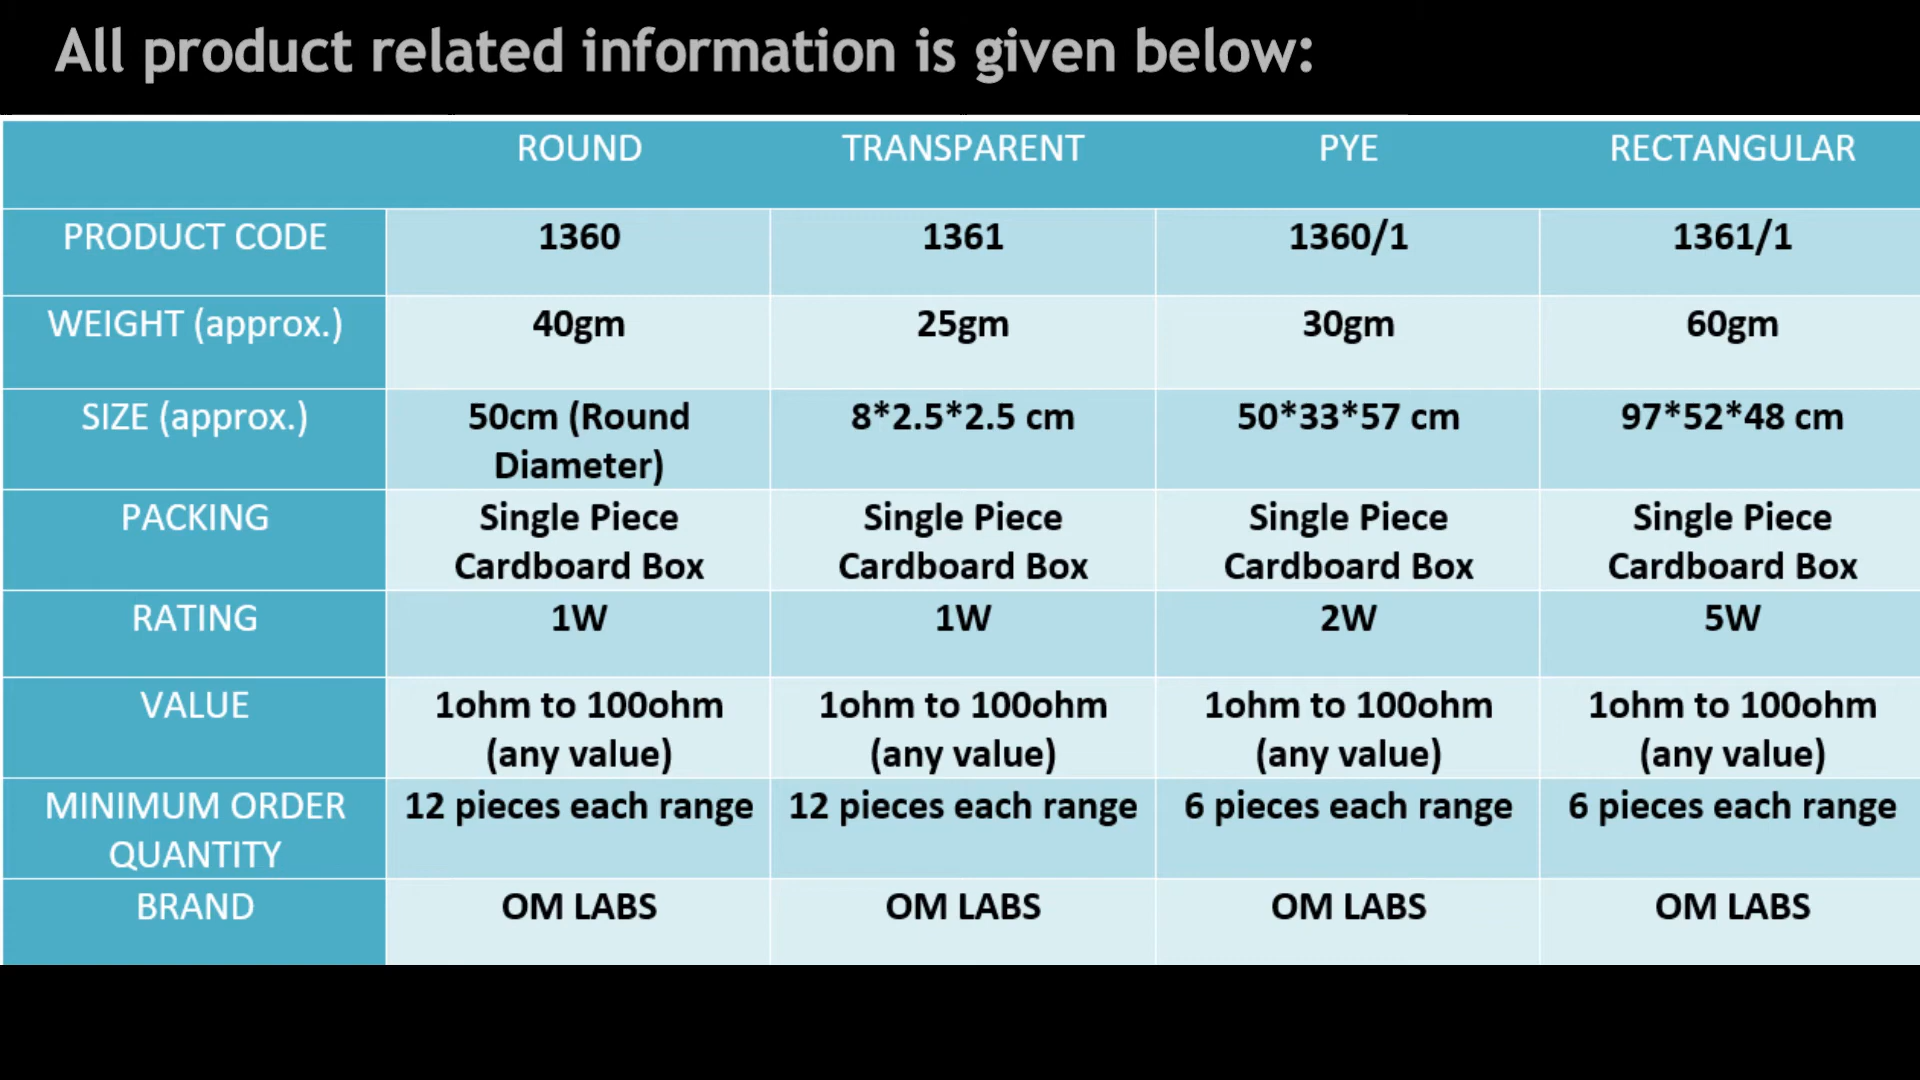 All product related information is given below:
ROUND TRANSPARENT PYE RECTANGULAR
PRODUCT CODE 1360 1361 1360/1 1361/1
WEIGHT (approx.) 40gm 25gm 30gm 60gm
SIZE (approx.) 50cm (Round 8*2.5*2.5 cm 50*33*57 cm 97*52*48 cm
Diameter)
PACKING Single Piece Single Piece Single Piece Single Piece
Cardboard Box Cardboard Box Cardboard Box Cardboard Box
RATING 1W 1W 2W 5W
VALUE 1ohm to 100ohm 1ohm to 100ohm 1ohm to 100ohm 1ohm to 100ohm
(any value) (any value) (any value) (any value)
MINIMUM ORDER 12 pieces each range 12 pieces each range 6 pieces each range 6 pieces each range
QUANTITY
BRAND OM LABS OM LABS OM LABS OM LABS